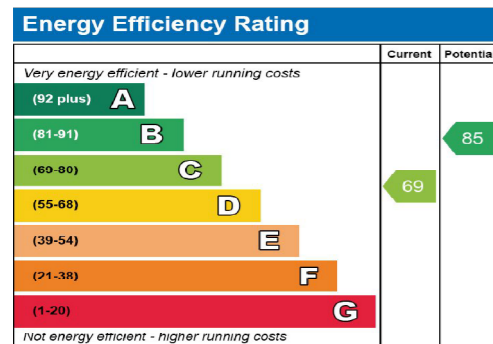 Energy Efficiency Rating
Current Potentia
Very energy efficient - lower running costs
(92 plus) A
(81-91) B
85
(69-80) C
69
(55-68) D
(39-54) E
(21-38) F
(1-20) G
Not energy efficient - higher running costs